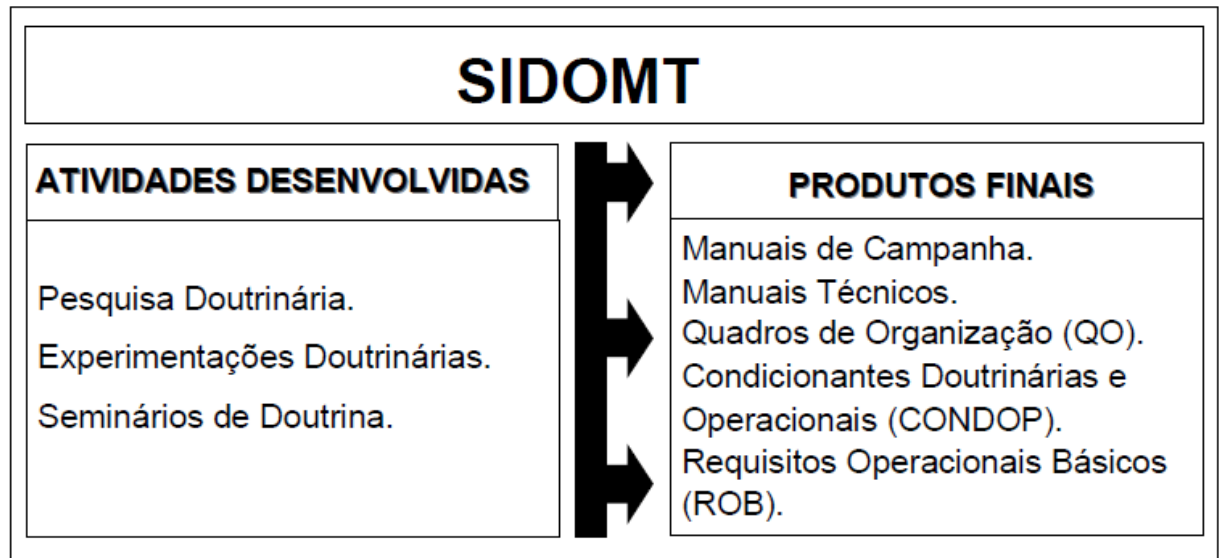 SIDOMT
ATIVIDADES DESENVOLVIDAS
Pesquisa Doutrinária.
Experimentações Doutrinárias.
Seminários de Doutrina.
PRODUTOS FINAIS
Manuais de Campanha.
Manuais Técnicos.
Quadros de Organização (QO).
Condicionantes Doutrinárias e
Operacionais (CONDOP).
Requisitos Operacionais Básicos
(ROB).